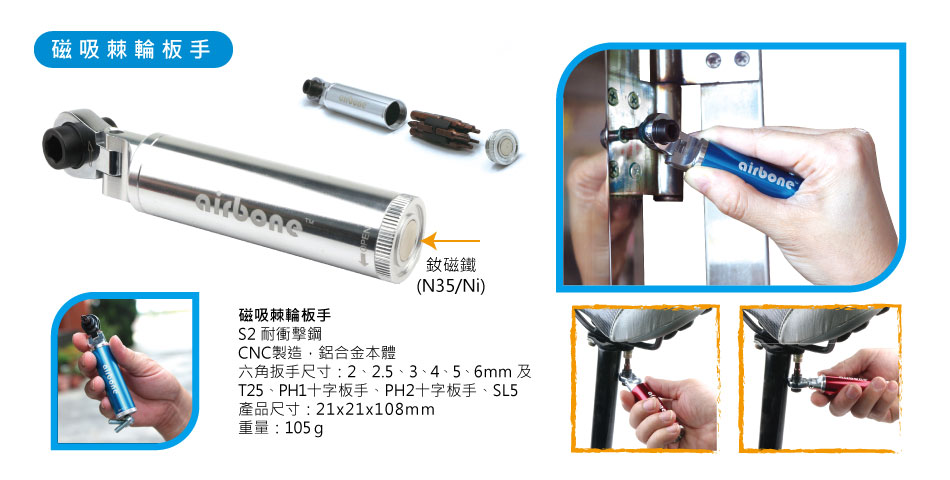 磁吸棘輪板手
airbone
airbone™
OPEN
釹磁鐵
(N35/Ni)
airbone
airbone
磁吸棘輪板手
S2 耐衝擊鋼
CNC製造，鋁合金本體
六角扳手尺寸：2、2.5、3、4、5、6mm 及
T25、PH1十字板手、PH2十字板手、SL5
產品尺寸：21x21x108mm
重量：105g